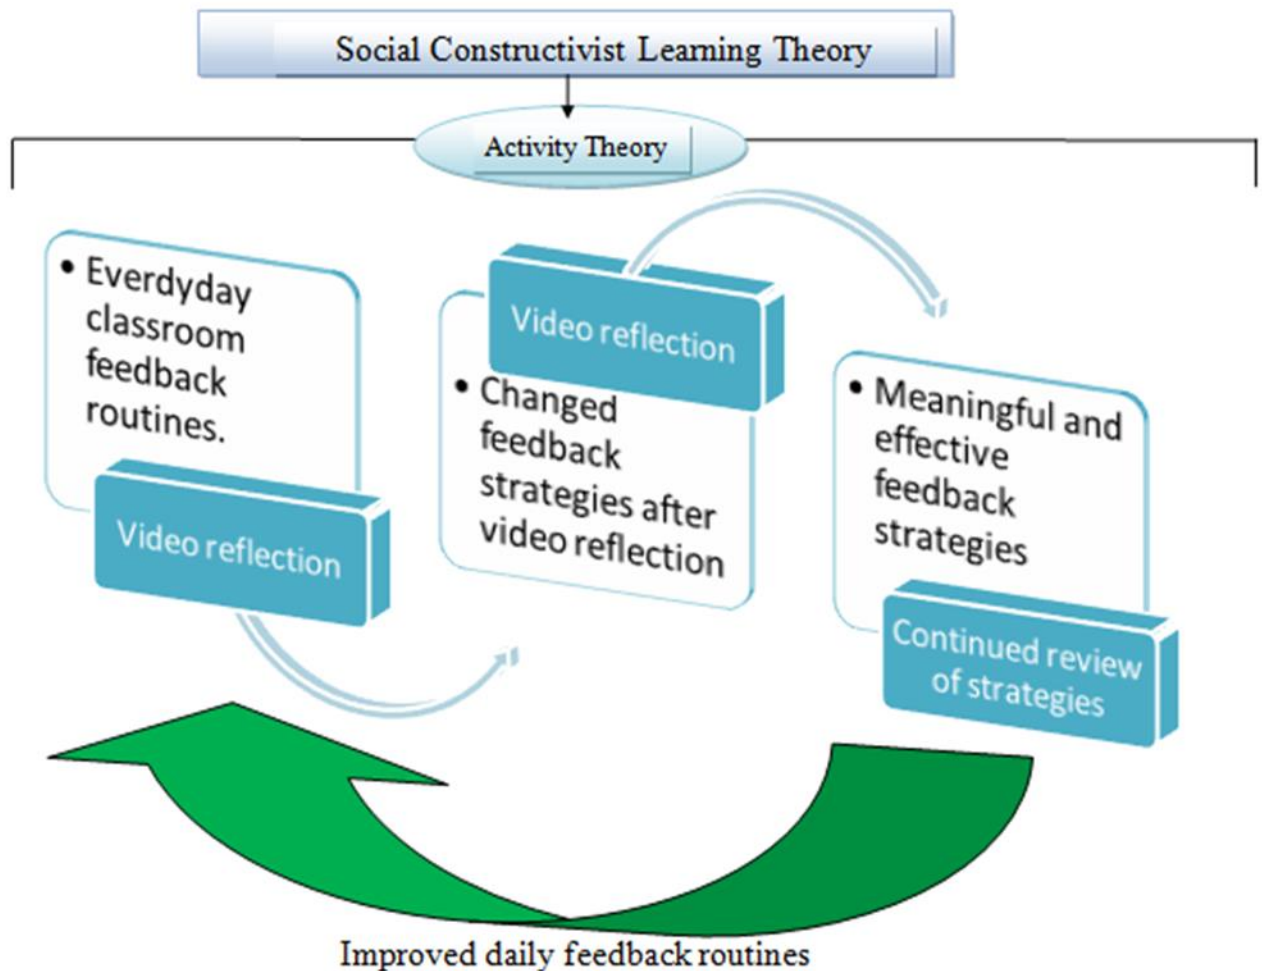 Social Constructivist Learning Theory
Activity Theory
• Everdyday
classroom
feedback
routines.
Video reflection
Video reflection
• Changed
feedback
strategies after
video reflection
• Meaningful and
effective
feedback
strategies
Continued review
of strategies
Improved daily feedback routines